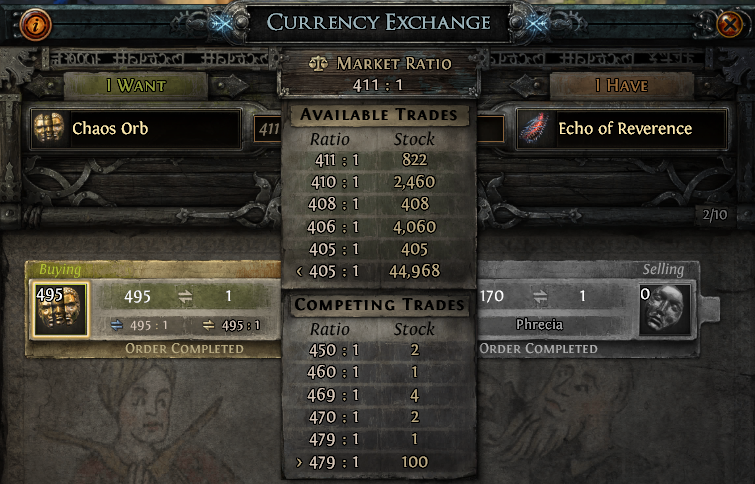 CURRENCY EXCHANGE
MARKET RATIO
411 : 1
I WANT
I HAVE
Chaos Orb
411
Echo of Reverence
AVAILABLE TRADES
Ratio Stock
411 : 1 822
410 : 1 2,460
408 : 1 408
406 : 1 4,060
405 : 1 405
< 405 : 1 44,968
2/10
Buying
495
495 1
495 : 1 495 : 1
ORDER COMPLETED
COMPETING TRADES
Ratio Stock
450 : 1 2
460 : 1 1
469 : 1 4
470 : 1 2
479 : 1 1
> 479 : 1 100
Selling
170 1
0
Phrecia
ORDER COMPLETED